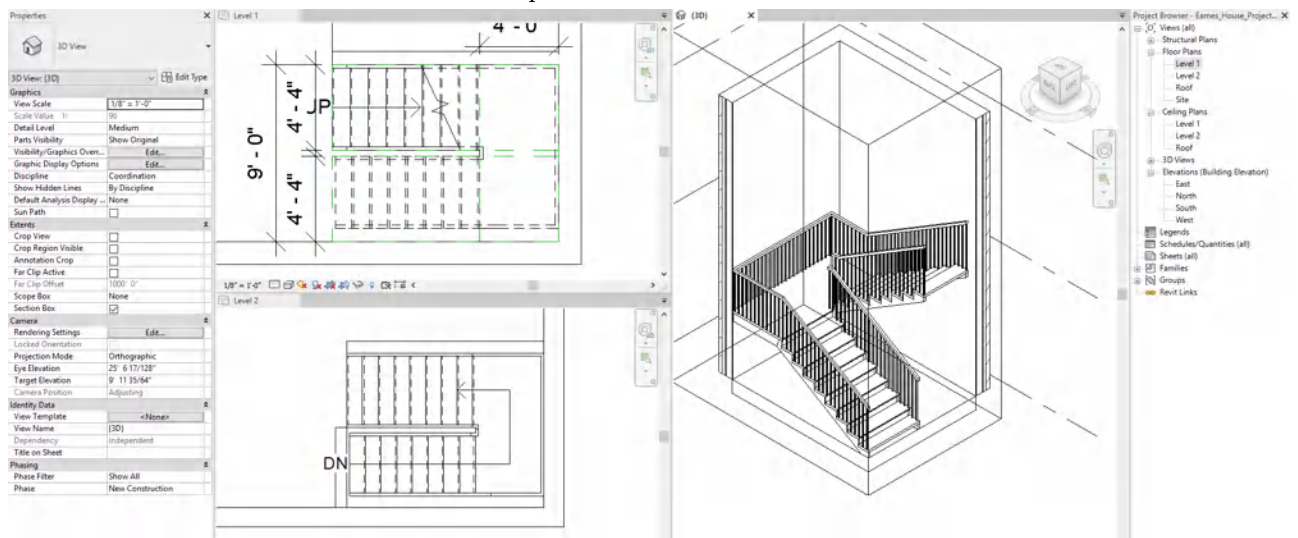 Properties
3D View
3D View: {3D}
Edit Type
Graphics
View Scale
1/8" = 1'-0"
Scale Value 1:
96
Detail Level
Medium
Parts Visibility
Show Original
Visibility/Graphics Overr...
Edit...
Graphic Display Options
Edit...
Discipline
Coordination
Show Hidden Lines
By Discipline
Default Analysis Display ...
None
Sun Path
Extents
Crop View
Crop Region Visible
Annotation Crop
Far Clip Active
Far Clip Offset
1000' 0"
Scope Box
None
Section Box
Camera
Rendering Settings
Edit...
Locked Orientation
Projection Mode
Orthographic
Eye Elevation
25' 6 17/128"
Target Elevation
9' 11 35/64"
Camera Position
Adjusting
Identity Data
View Template
<None>
View Name
{3D}
Dependency
Independent
Title on Sheet
Phasing
Phase Filter
Show All
Phase
New Construction
Level 1
4' - 0"
9' - 0"
4' - 4"
4' - 4"
UP
1/8" = 1'-0"
Level 2
DN
{3D}
Project Browser - Eames_House_Project...
Views (all)
Structural Plans
Floor Plans
Level 1
Level 2
Roof
Site
Ceiling Plans
Level 1
Level 2
Roof
3D Views
Elevations (Building Elevation)
East
North
South
West
Legends
Schedules/Quantities (all)
Sheets (all)
Families
Groups
Revit Links